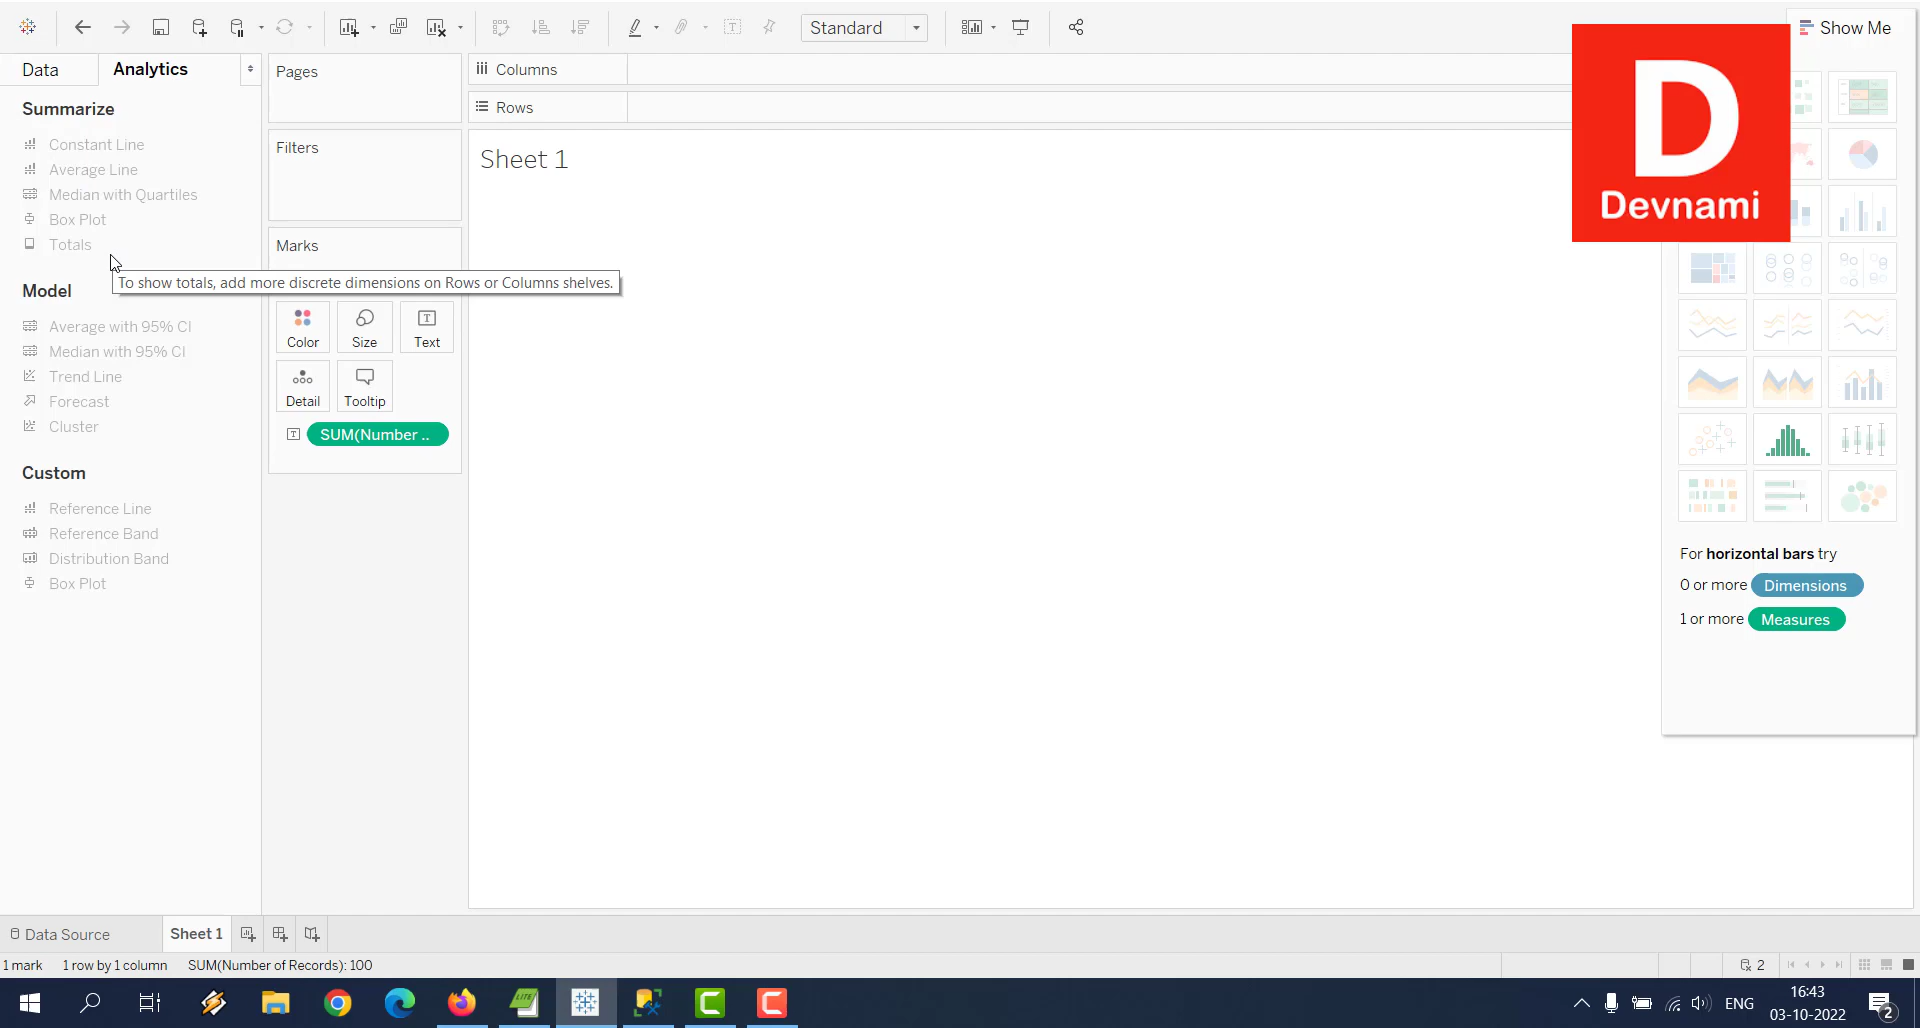 Standard
Show Me
Data
Analytics
Pages
Columns
Rows
Summarize
Constant Line
Average Line
Median with Quartiles
Box Plot
Totals
Filters
Sheet 1
D
Devnami
Marks
To show totals, add more discrete dimensions on Rows or Columns shelves.
Model
Average with 95% CI
Median with 95% CI
Trend Line
Forecast
Cluster
Color
Size
Text
Detail
Tooltip
SUM(Number ..
Custom
Reference Line
Reference Band
Distribution Band
Box Plot
For horizontal bars try
0 or more Dimensions
1 or more Measures
Data Source
Sheet 1
1 mark
1 row by 1 column
SUM(Number of Records): 100
2
LITE
ENG
16:43
03-10-2022
2